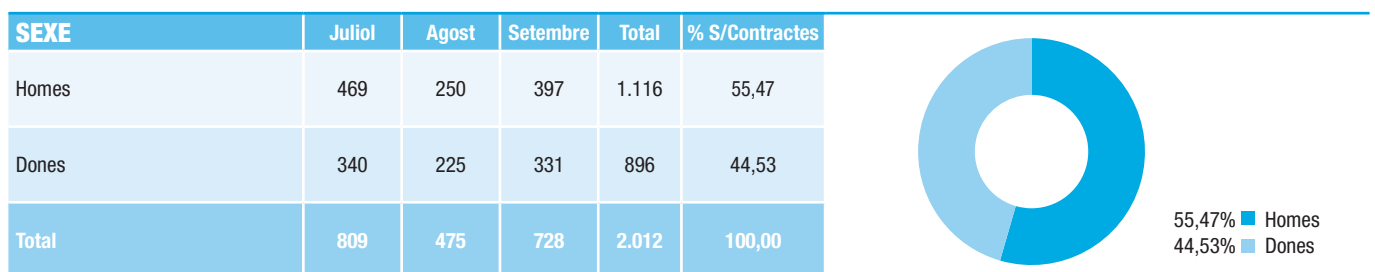 SEXE Juliol Agost Setembre Total % S/Contractes
Homes 469 250 397 1.116 55,47
Dones 340 225 331 896 44,53
Total 809 475 728 2.012 100,00
55,47% Homes
44,53% Dones